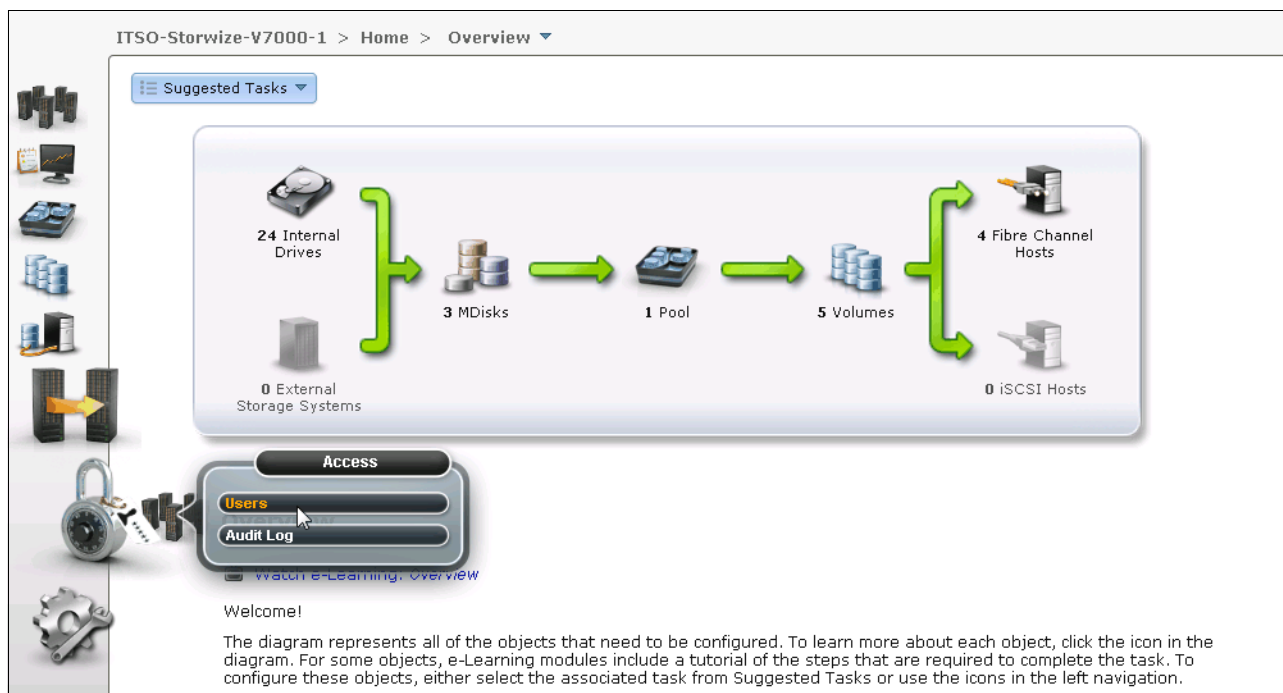 ITSO-Storwize-V7000-1 > Home > Overview
Suggested Tasks
24 Internal
Drives
3 MDisks
1 Pool
5 Volumes
4 Fibre Channel
Hosts
0 External
Storage Systems
0 iSCSI Hosts
Access
Users
Overview
Audit Log
Watch e-Learning: Overview
Welcome!
The diagram represents all of the objects that need to be configured. To learn more about each object, click the icon in the
diagram. For some objects, e-Learning modules include a tutorial of the steps that are required to complete the task. To
configure these objects, either select the associated task from Suggested Tasks or use the icons in the left navigation.